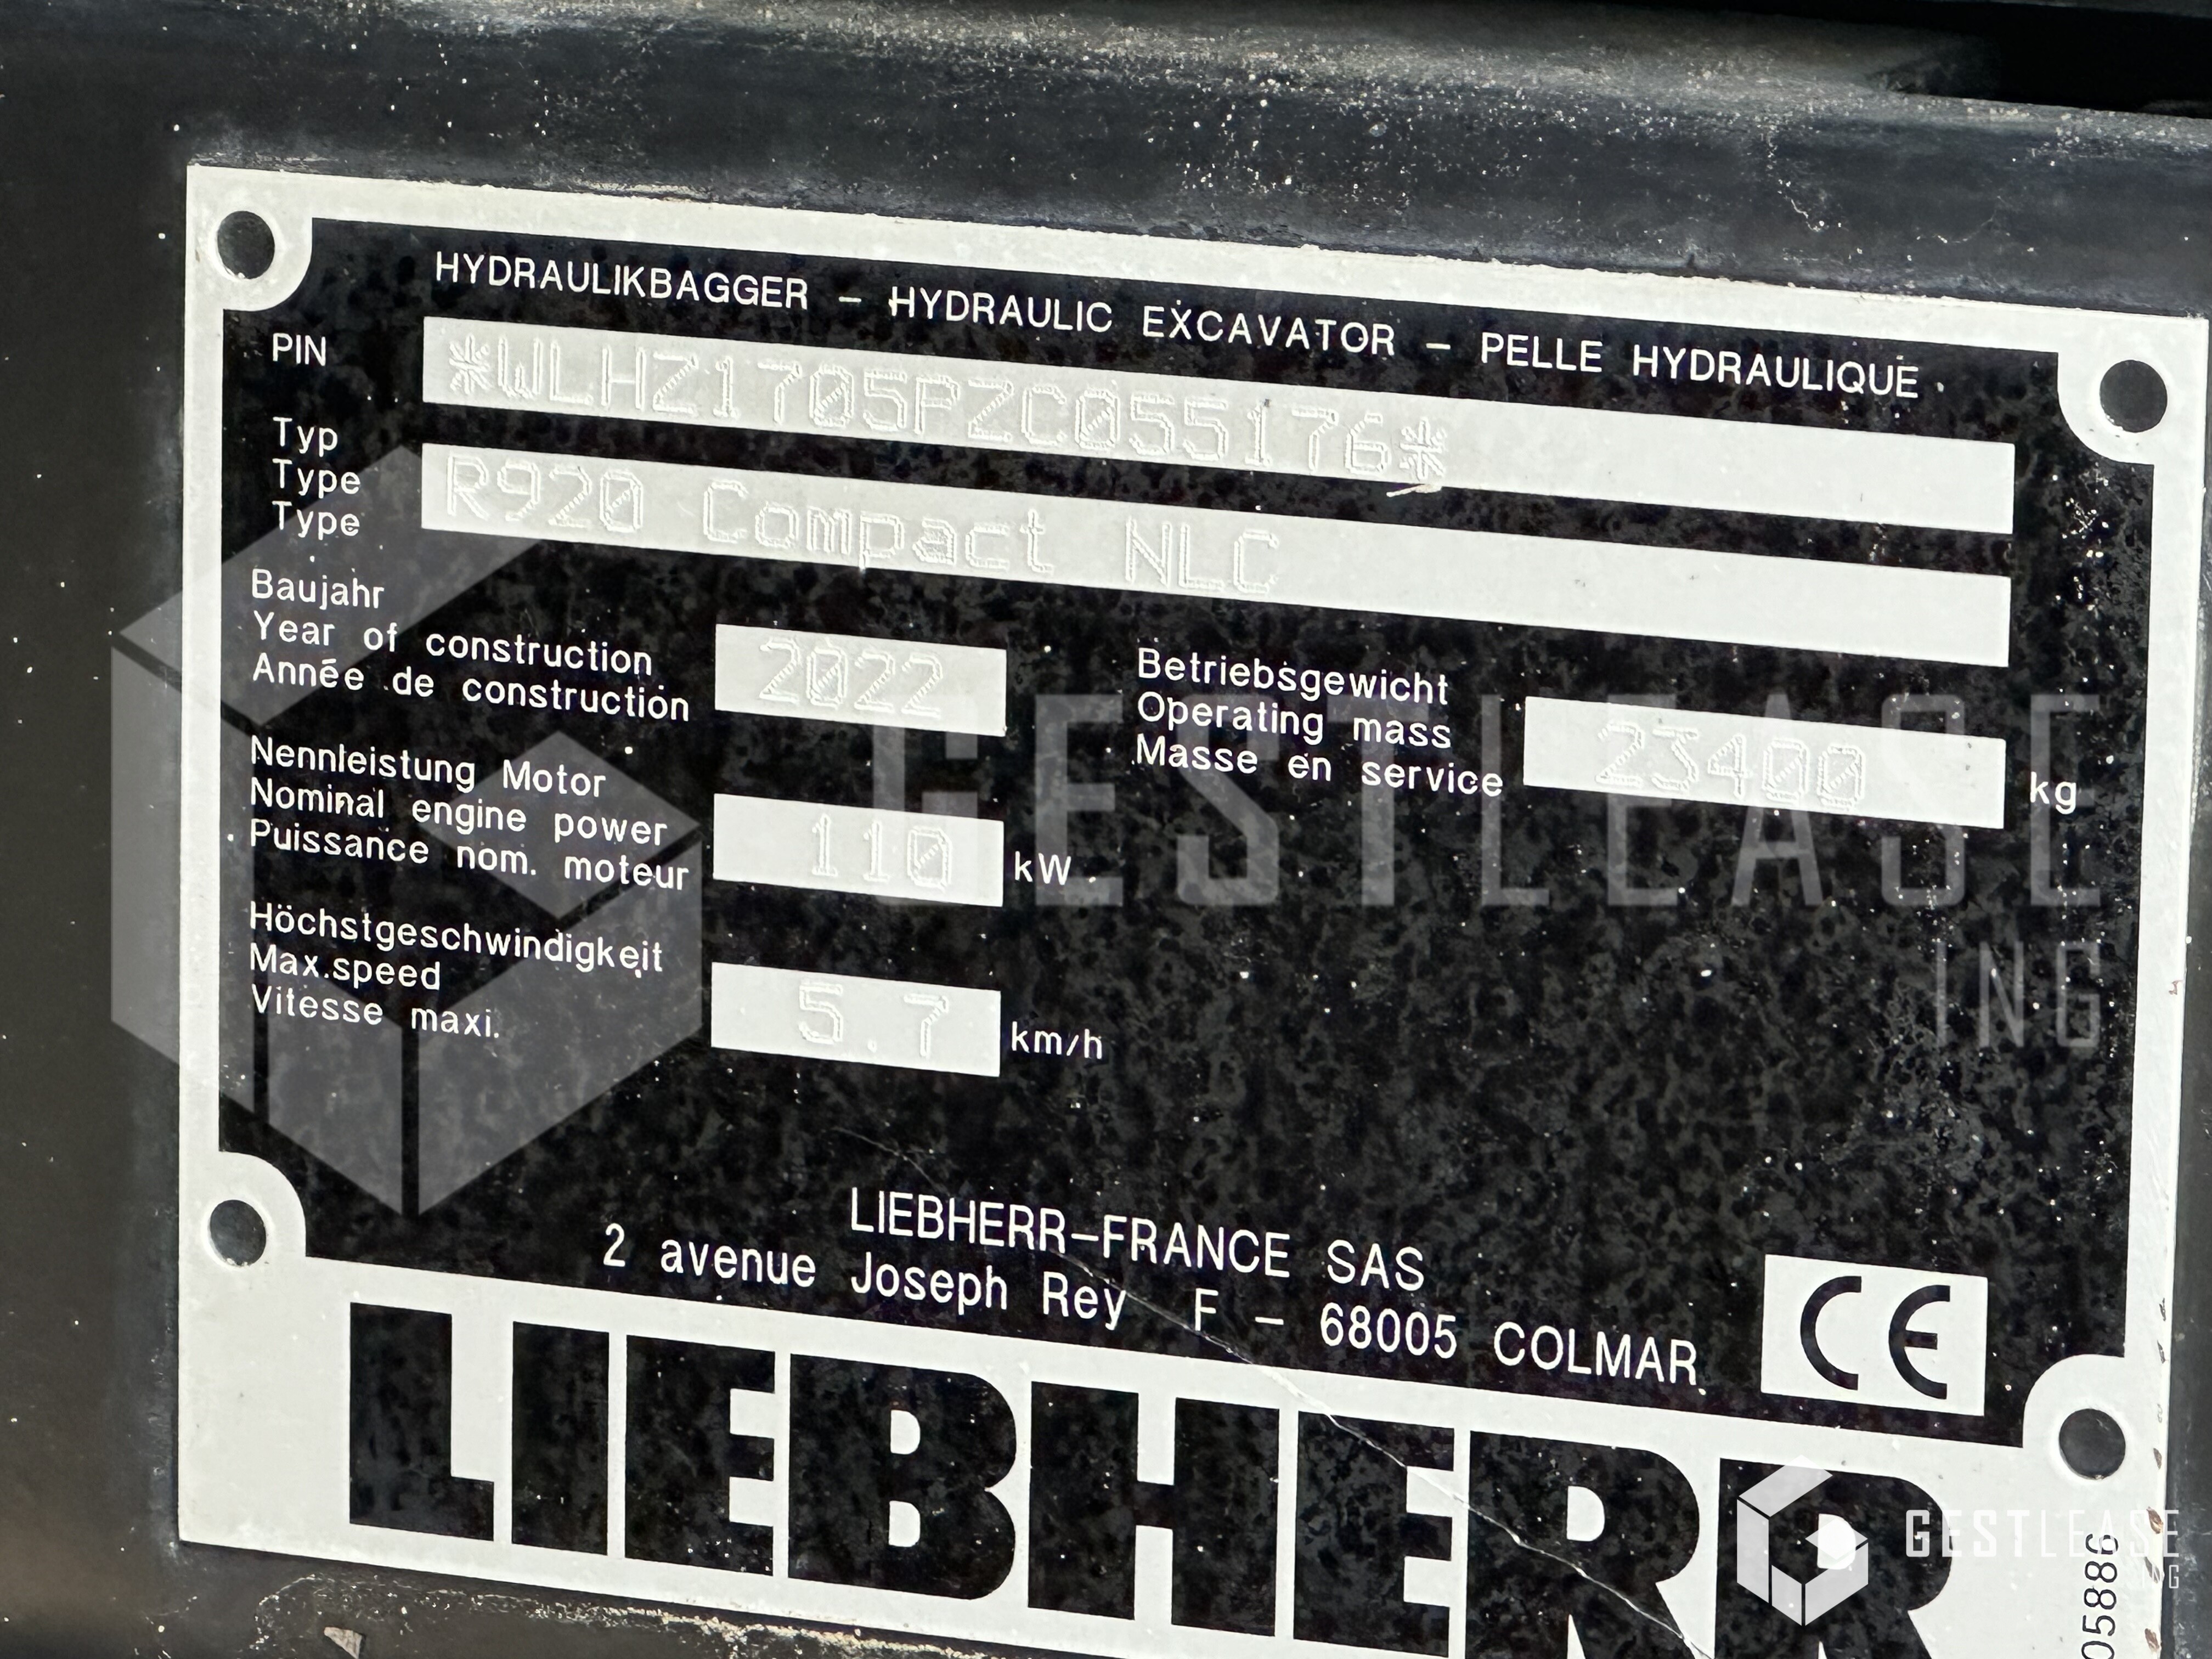 HYDRAULIKBAGGER – HYDRAULIC EXCAVATOR – PELLE HYDRAULIQUE
PIN *WLHZ1705PZC055176*
Typ
Type
Type
R920 Compact NLC
Baujahr
Year of construction
Année de construction
2022
Betriebsgewicht
Operating mass
Masse en service
23400 kg
Nennleistung Motor
Nominal engine power
Puissance nom. moteur
110 kW
Höchstgeschwindigkeit
Max.speed
Vitesse maxi.
5.7 km/h
GESTLEASE
ING
LIEBHERR–FRANCE SAS
2 avenue Joseph Rey F – 68005 COLMAR
CE
LIEBHERR
GESTLEASE
ING